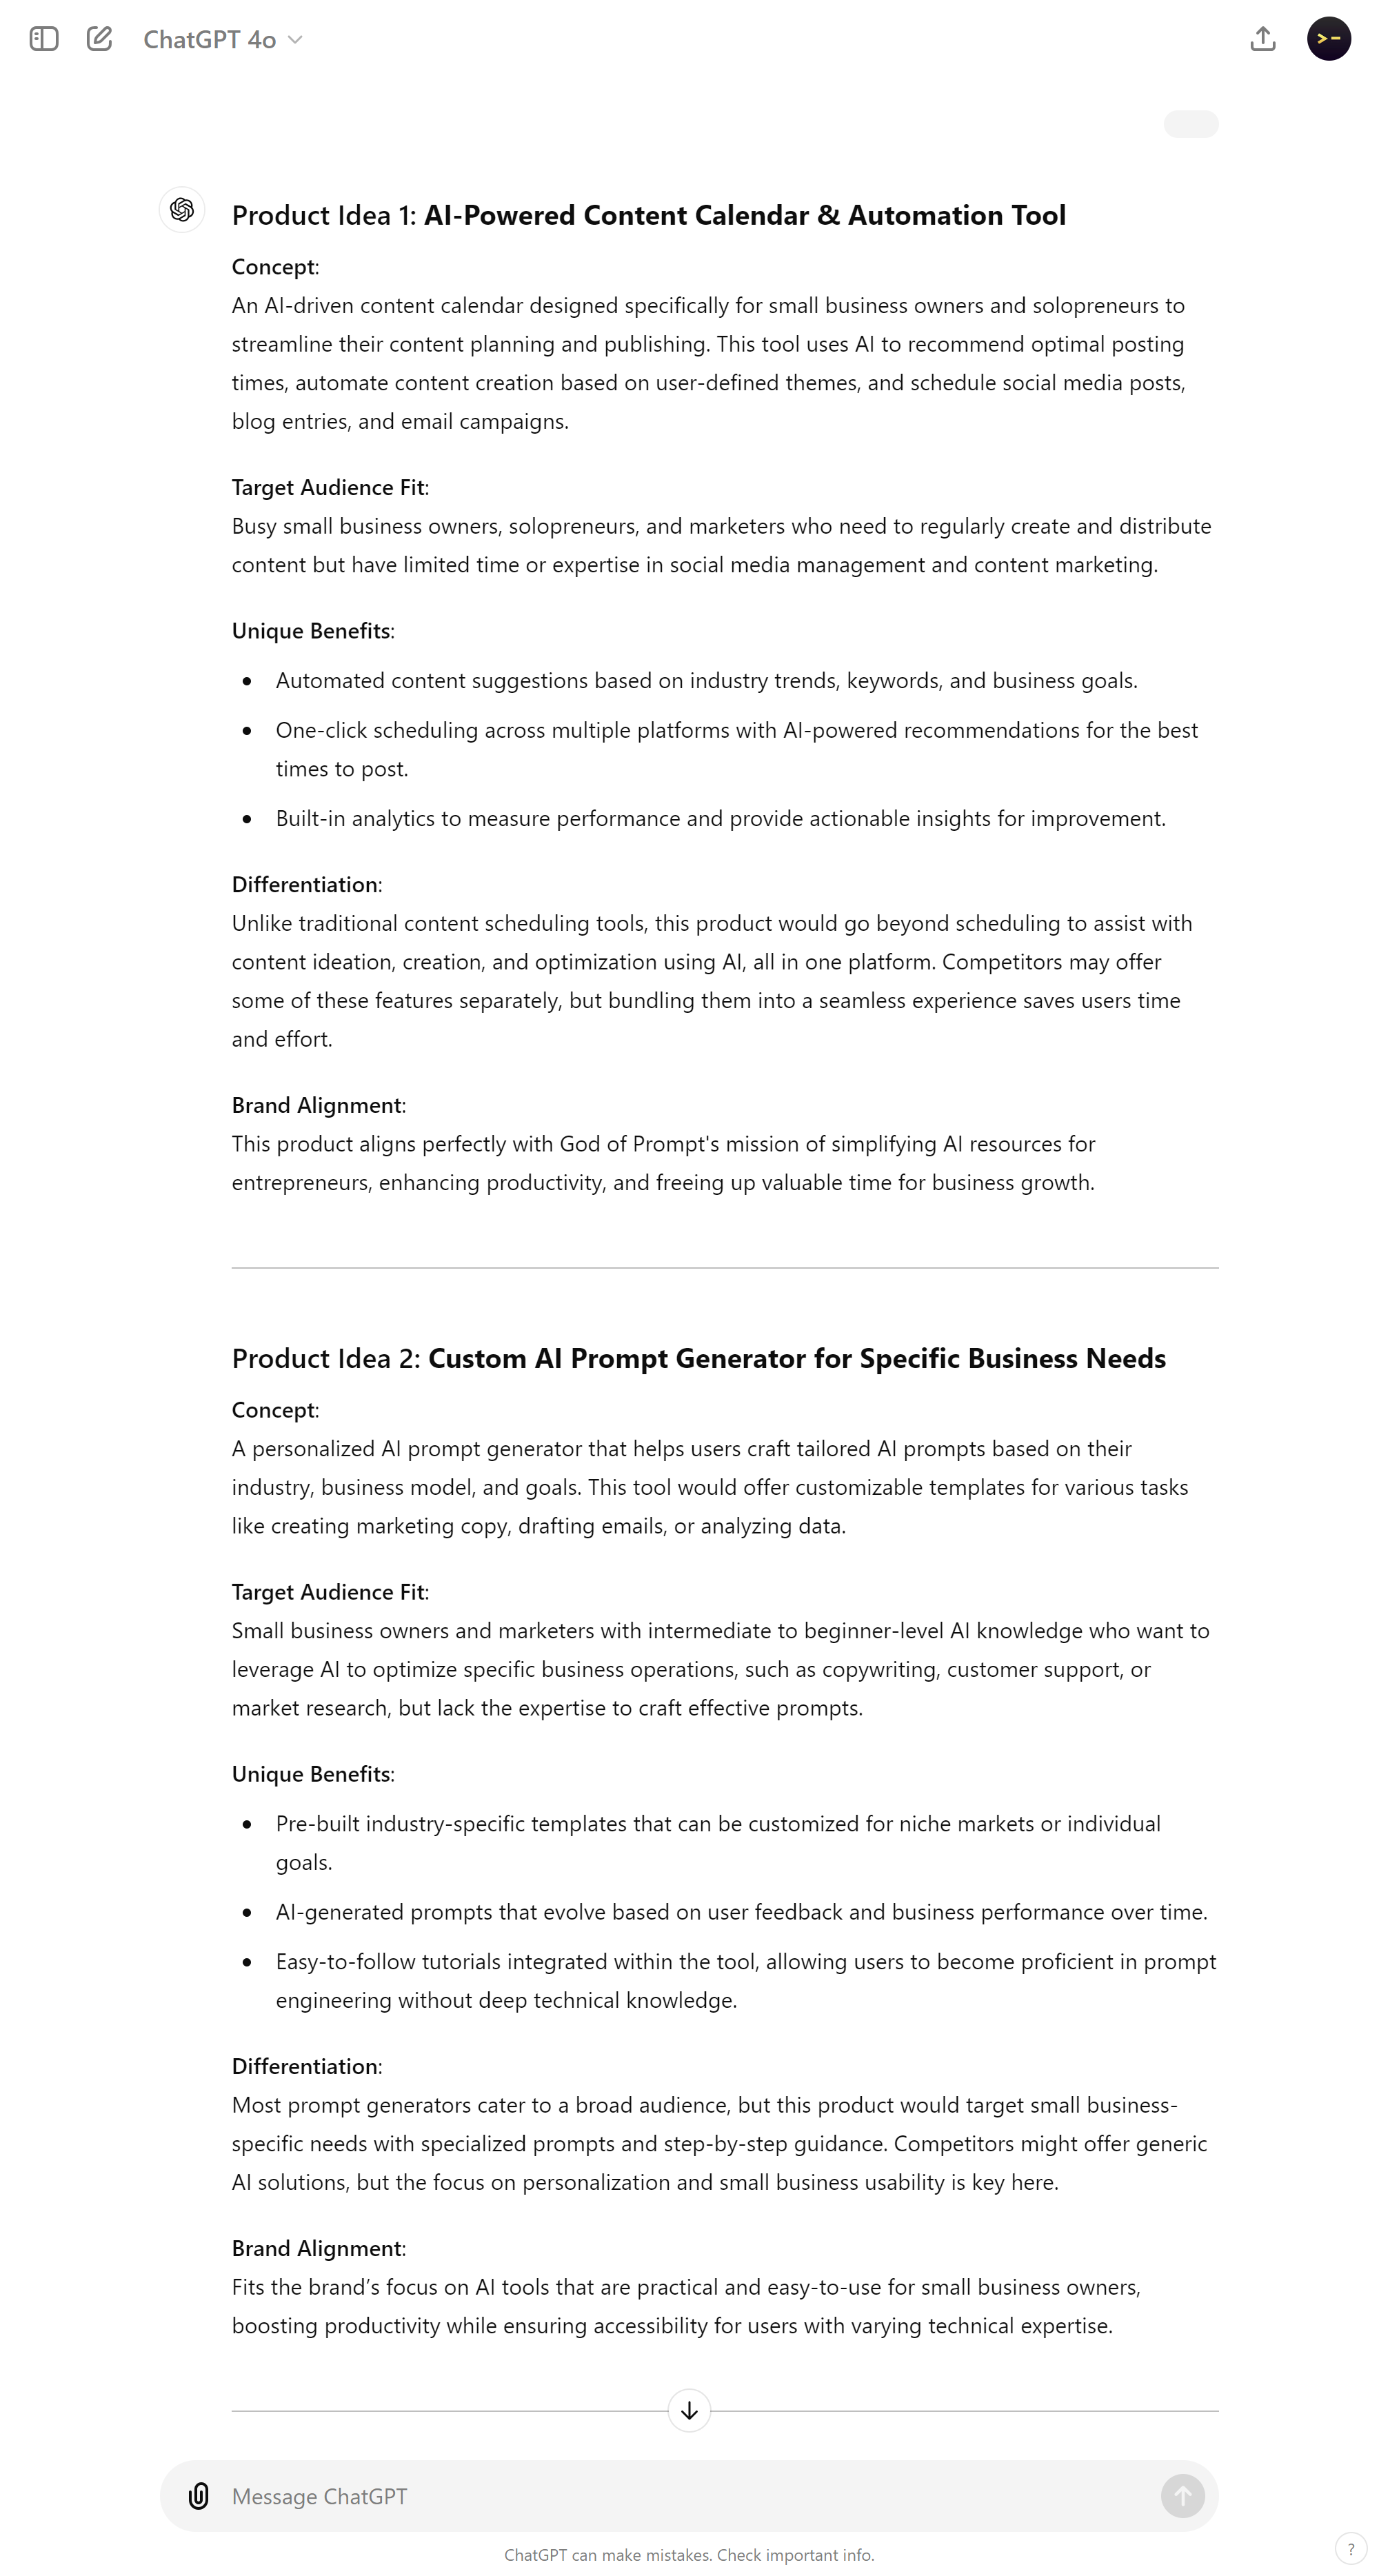 ChatGPT 4o
Product Idea 1: AI-Powered Content Calendar & Automation Tool
Concept:
An AI-driven content calendar designed specifically for small business owners and solopreneurs to
streamline their content planning and publishing. This tool uses AI to recommend optimal posting
times, automate content creation based on user-defined themes, and schedule social media posts,
blog entries, and email campaigns.
Target Audience Fit:
Busy small business owners, solopreneurs, and marketers who need to regularly create and distribute
content but have limited time or expertise in social media management and content marketing.
Unique Benefits:
• Automated content suggestions based on industry trends, keywords, and business goals.
• One-click scheduling across multiple platforms with AI-powered recommendations for the best
times to post.
• Built-in analytics to measure performance and provide actionable insights for improvement.
Differentiation:
Unlike traditional content scheduling tools, this product would go beyond scheduling to assist with
content ideation, creation, and optimization using AI, all in one platform. Competitors may offer
some of these features separately, but bundling them into a seamless experience saves users time
and effort.
Brand Alignment:
This product aligns perfectly with God of Prompt's mission of simplifying AI resources for
entrepreneurs, enhancing productivity, and freeing up valuable time for business growth.
Product Idea 2: Custom AI Prompt Generator for Specific Business Needs
Concept:
A personalized AI prompt generator that helps users craft tailored AI prompts based on their
industry, business model, and goals. This tool would offer customizable templates for various tasks
like creating marketing copy, drafting emails, or analyzing data.
Target Audience Fit:
Small business owners and marketers with intermediate to beginner-level AI knowledge who want to
leverage AI to optimize specific business operations, such as copywriting, customer support, or
market research, but lack the expertise to craft effective prompts.
Unique Benefits:
• Pre-built industry-specific templates that can be customized for niche markets or individual
goals.
• AI-generated prompts that evolve based on user feedback and business performance over time.
• Easy-to-follow tutorials integrated within the tool, allowing users to become proficient in prompt
engineering without deep technical knowledge.
Differentiation:
Most prompt generators cater to a broad audience, but this product would target small business-
specific needs with specialized prompts and step-by-step guidance. Competitors might offer generic
AI solutions, but the focus on personalization and small business usability is key here.
Brand Alignment:
Fits the brand’s focus on AI tools that are practical and easy-to-use for small business owners,
boosting productivity while ensuring accessibility for users with varying technical expertise.
Message ChatGPT
ChatGPT can make mistakes. Check important info.
?